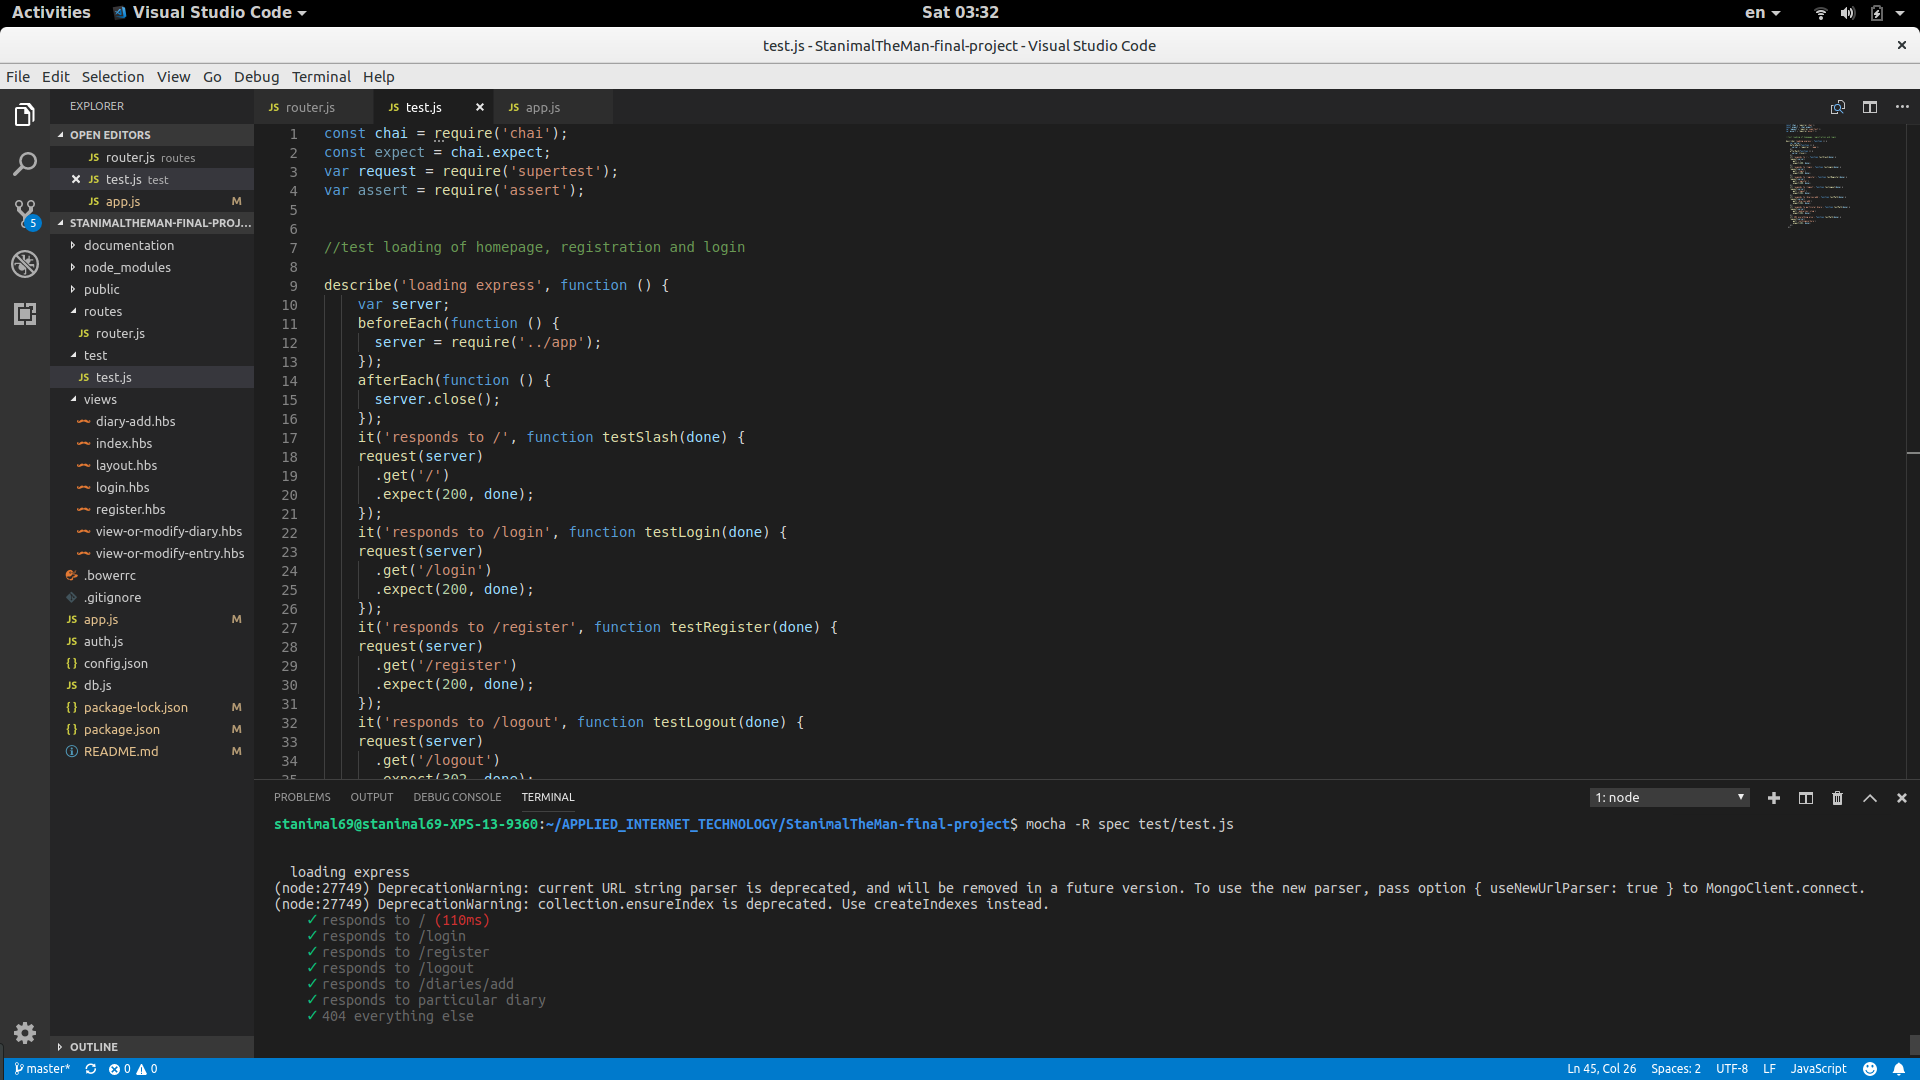 Activities
Visual Studio Code
Sat 03:32
en
test.js - StanimalTheMan-final-project - Visual Studio Code
File Edit Selection View Go Debug Terminal Help
EXPLORER
OPEN EDITORS
JS router.js routes
JS test.js test
JS app.js M
5
STANIMALTHEMAN-FINAL-PROJ...
documentation
node_modules
public
routes
JS router.js
test
JS test.js
views
diary-add.hbs
index.hbs
layout.hbs
login.hbs
register.hbs
view-or-modify-diary.hbs
view-or-modify-entry.hbs
.bowerrc
.gitignore
JS app.js M
JS auth.js
{} config.json
JS db.js
{} package-lock.json M
{} package.json M
README.md M
OUTLINE
JS router.js
JS test.js
JS app.js
1 const chai = require('chai');
2 const expect = chai.expect;
3 var request = require('supertest');
4 var assert = require('assert');
5
6
7 //test loading of homepage, registration and login
8
9 describe('loading express', function () {
10 var server;
11 beforeEach(function () {
12 server = require('../app');
13 });
14 afterEach(function () {
15 server.close();
16 });
17 it('responds to /', function testSlash(done) {
18 request(server)
19 .get('/')
20 .expect(200, done);
21 });
22 it('responds to /login', function testLogin(done) {
23 request(server)
24 .get('/login')
25 .expect(200, done);
26 });
27 it('responds to /register', function testRegister(done) {
28 request(server)
29 .get('/register')
30 .expect(200, done);
31 });
32 it('responds to /logout', function testLogout(done) {
33 request(server)
34 .get('/logout')
35 .expect(302, done);
PROBLEMS OUTPUT DEBUG CONSOLE TERMINAL
1: node
stanimal69@stanimal69-XPS-13-9360:~/APPLIED_INTERNET_TECHNOLOGY/StanimalTheMan-final-project$ mocha -R spec test/test.js
loading express
(node:27749) DeprecationWarning: current URL string parser is deprecated, and will be removed in a future version. To use the new parser, pass option { useNewUrlParser: true } to MongoClient.connect.
(node:27749) DeprecationWarning: collection.ensureIndex is deprecated. Use createIndexes instead.
✓ responds to / (110ms)
✓ responds to /login
✓ responds to /register
✓ responds to /logout
✓ responds to /diaries/add
✓ responds to particular diary
✓ 404 everything else
master* 0 0
Ln 45, Col 26 Spaces: 2 UTF-8 LF JavaScript